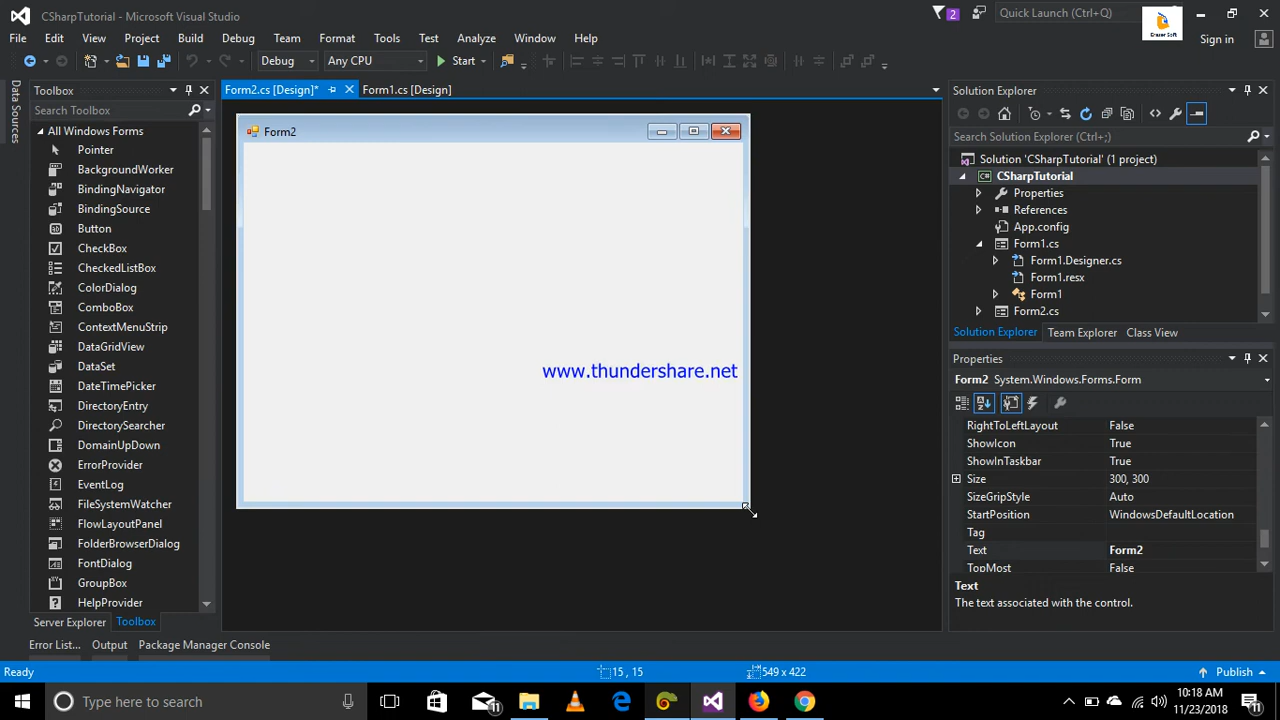 CSharpTutorial - Microsoft Visual Studio
2
Quick Launch (Ctrl+Q)
Eraser Soft
File Edit View Project Build Debug Team Format Tools Test Analyze Window Help
Sign in
Debug Any CPU Start
Data Sources
Toolbox
Search Toolbox
All Windows Forms
Pointer
BackgroundWorker
BindingNavigator
BindingSource
Button
CheckBox
CheckedListBox
ColorDialog
ComboBox
ContextMenuStrip
DataGridView
DataSet
DateTimePicker
DirectoryEntry
DirectorySearcher
DomainUpDown
ErrorProvider
EventLog
FileSystemWatcher
FlowLayoutPanel
FolderBrowserDialog
FontDialog
GroupBox
HelpProvider
Server Explorer Toolbox
Form2.cs [Design]* Form1.cs [Design]
Form2
www.thundershare.net
Solution Explorer
Search Solution Explorer (Ctrl+;)
Solution 'CSharpTutorial' (1 project)
CSharpTutorial
Properties
References
App.config
Form1.cs
Form1.Designer.cs
Form1.resx
Form1
Form2.cs
Solution Explorer Team Explorer Class View
Properties
Form2 System.Windows.Forms.Form
RightToLeftLayout False
ShowIcon True
ShowInTaskbar True
Size 300, 300
SizeGripStyle Auto
StartPosition WindowsDefaultLocation
Tag
Text Form2
TopMost False
Text
The text associated with the control.
Error List... Output Package Manager Console
Ready 15 , 15 549 x 422 Publish
Type here to search
11
10:18 AM
11/23/2018
11